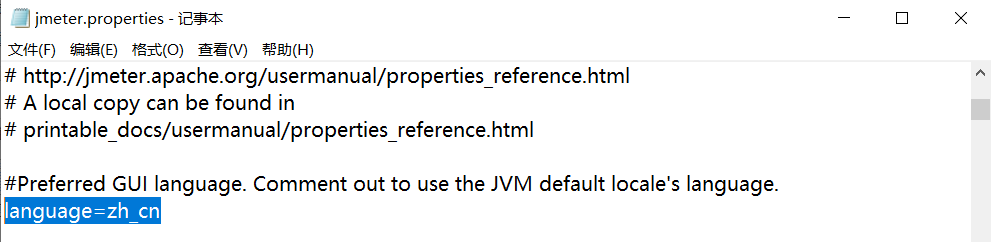 jmeter.properties - 记事本
文件(F) 编辑(E) 格式(O) 查看(V) 帮助(H)
# http://jmeter.apache.org/usermanual/properties_reference.html
# A local copy can be found in
# printable_docs/usermanual/properties_reference.html
#Preferred GUI language. Comment out to use the JVM default locale's language.
language=zh_cn